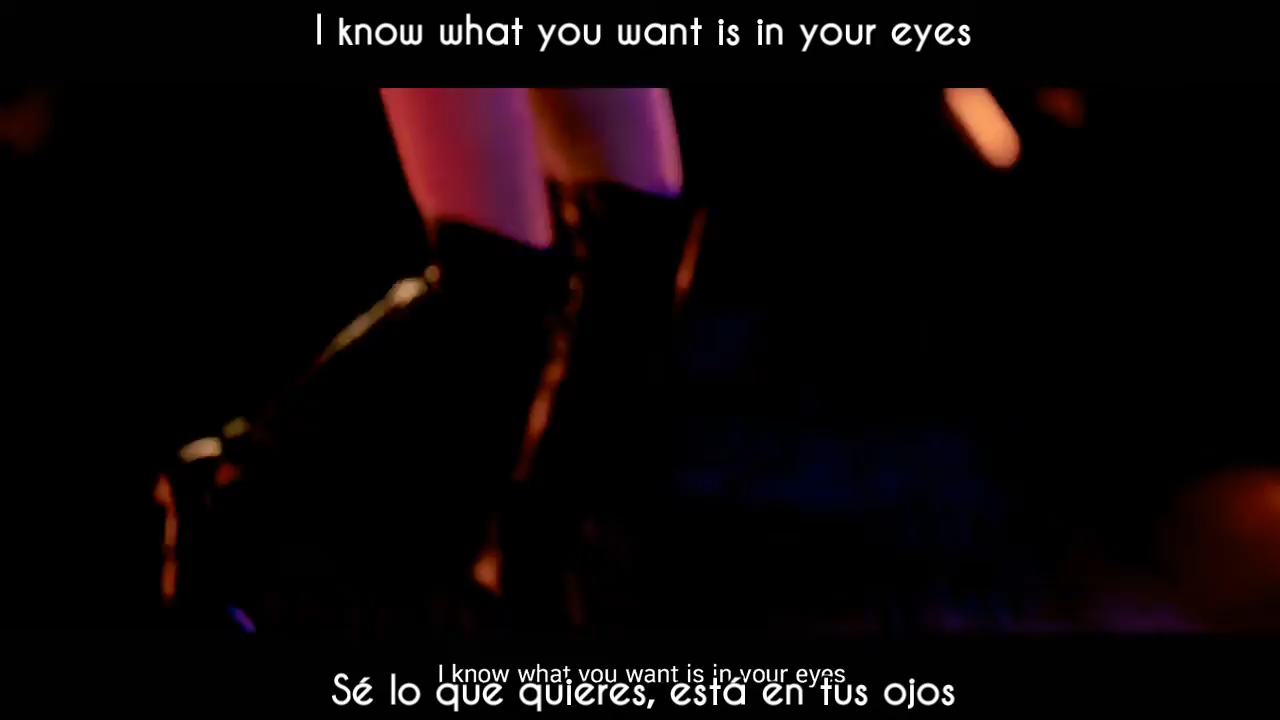 I know what you want is in your eyes
I know what you want is in your eyes
Sé lo que quieres, está en tus ojos